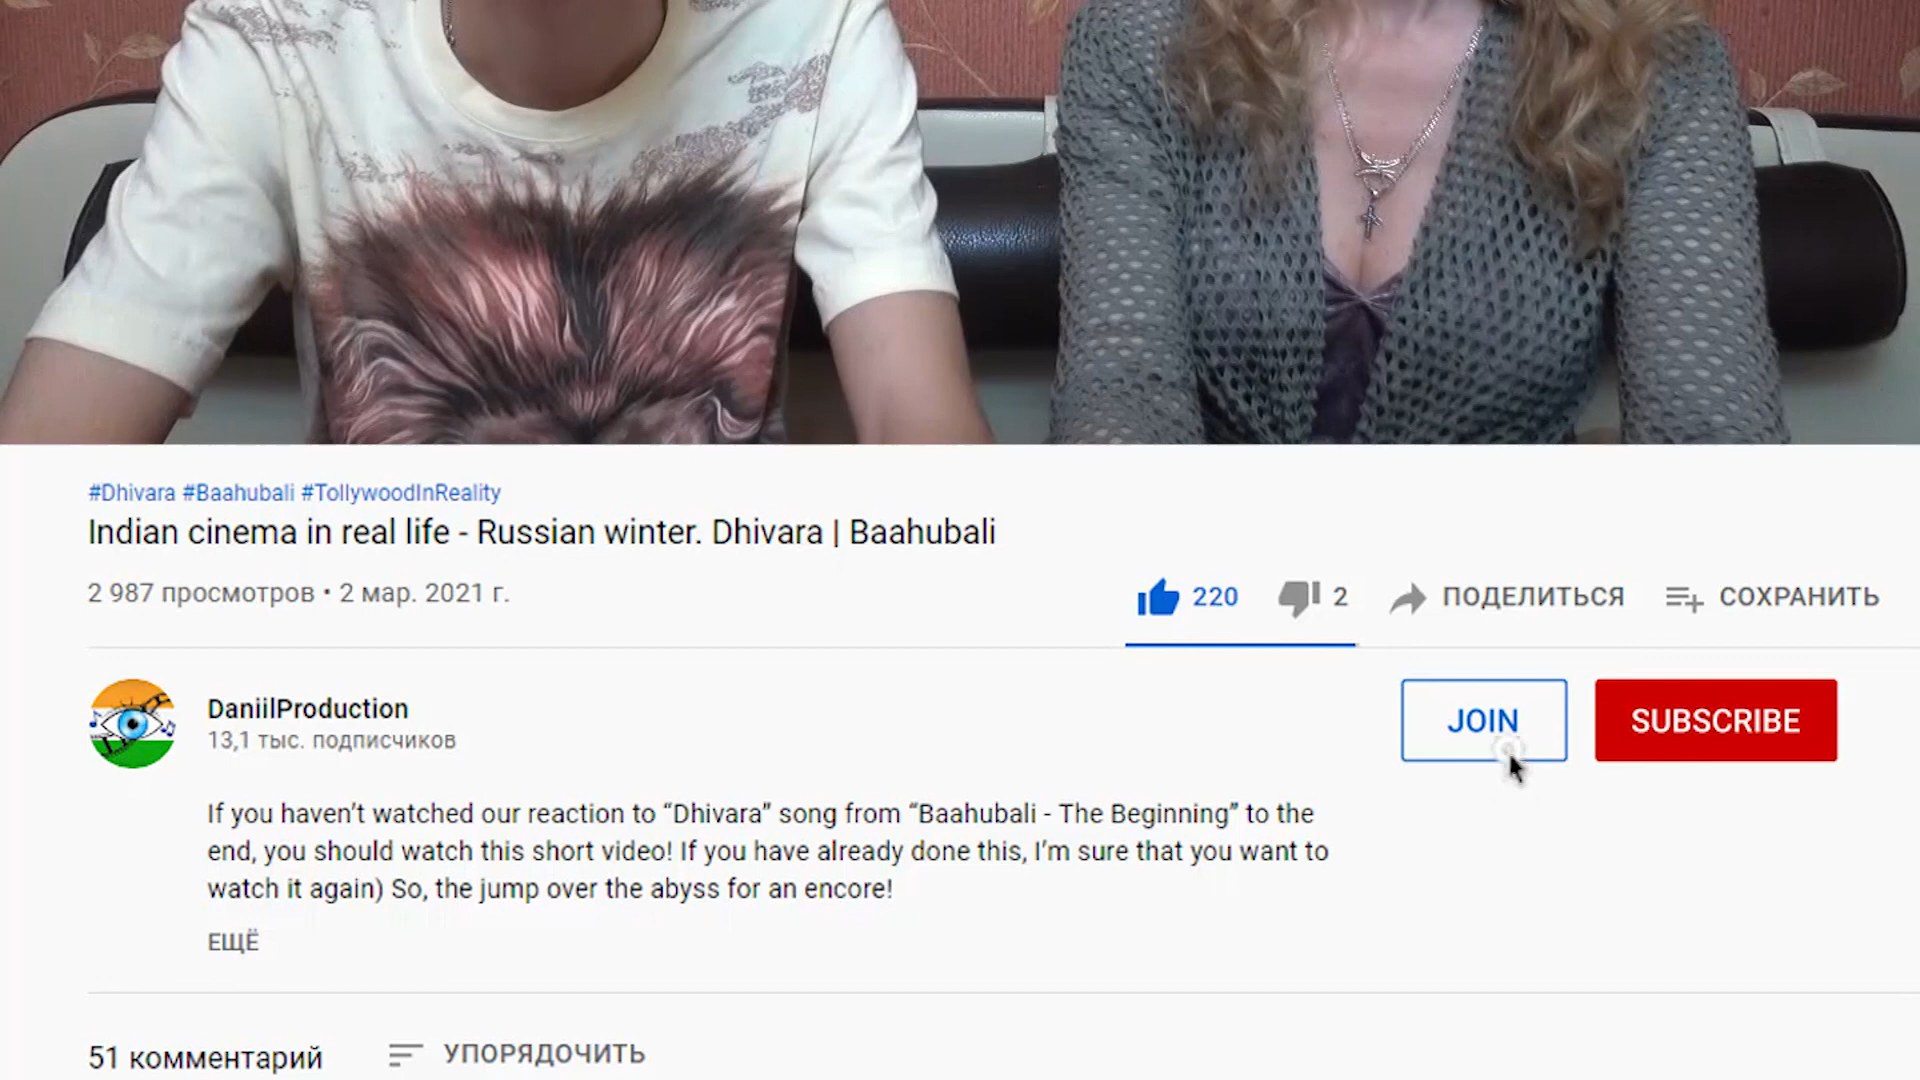 #Dhivara #Baahubali #TollywoodInReality
Indian cinema in real life - Russian winter. Dhivara | Baahubali
2 987 просмотров • 2 мар. 2021 г.
220 2 ПОДЕЛИТЬСЯ СОХРАНИТЬ
DaniilProduction
13,1 тыс. подписчиков
JOIN SUBSCRIBE
If you haven’t watched our reaction to “Dhivara” song from “Baahubali - The Beginning” to the
end, you should watch this short video! If you have already done this, I’m sure that you want to
watch it again) So, the jump over the abyss for an encore!
ЕЩЁ
51 комментарий УПОРЯДОЧИТЬ